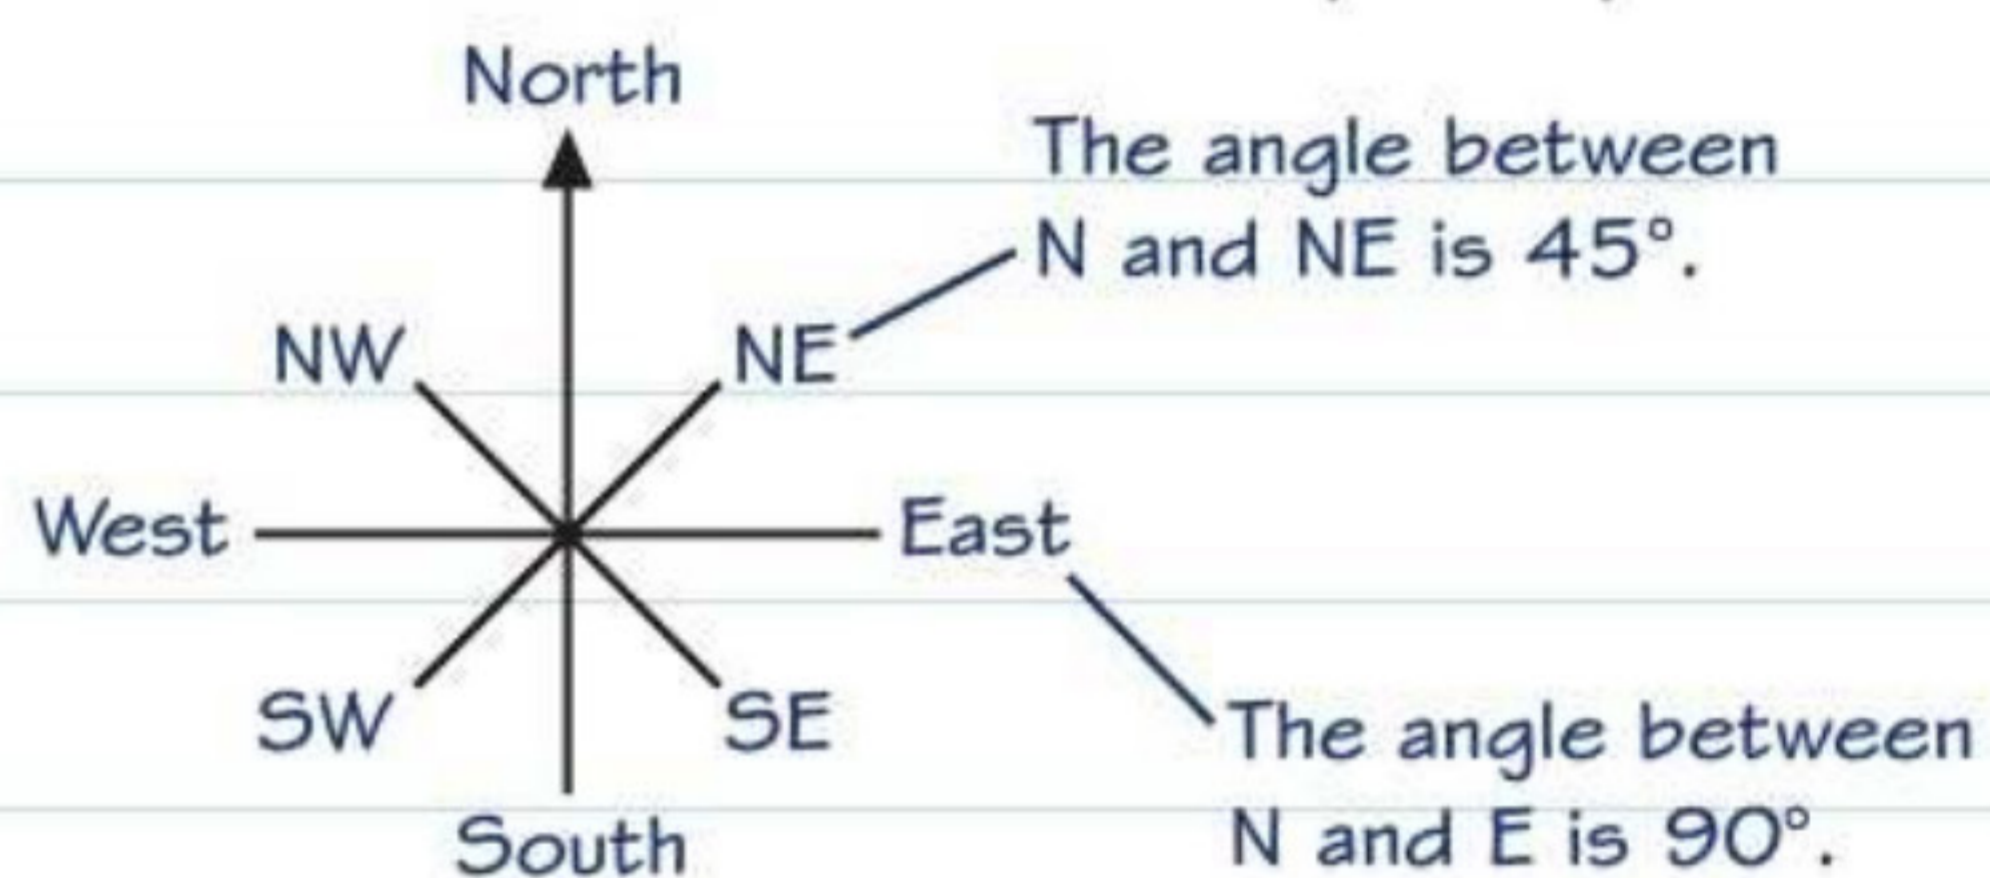 North
The angle between
N and NE is 45°.
NW
NE
West
East
SW
SE
The angle between
N and E is 90°.
South